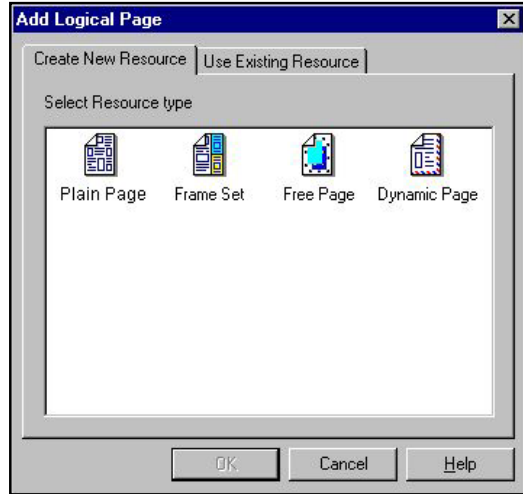 Add Logical Page
Create New Resource Use Existing Resource
Select Resource type
Plain Page Frame Set Free Page Dynamic Page
OK Cancel Help